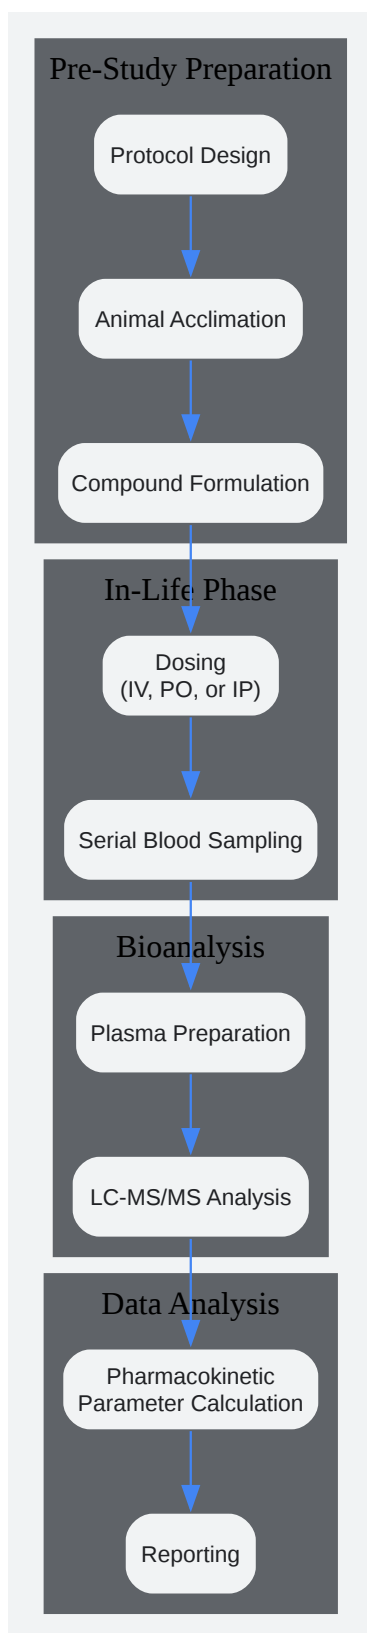 Pre-Study Preparation
Protocol Design
Animal Acclimation
Compound Formulation
In-Life Phase
Dosing
(IV, PO, or IP)
Serial Blood Sampling
Bioanalysis
Plasma Preparation
LC-MS/MS Analysis
Data Analysis
Pharmacokinetic
Parameter Calculation
Reporting